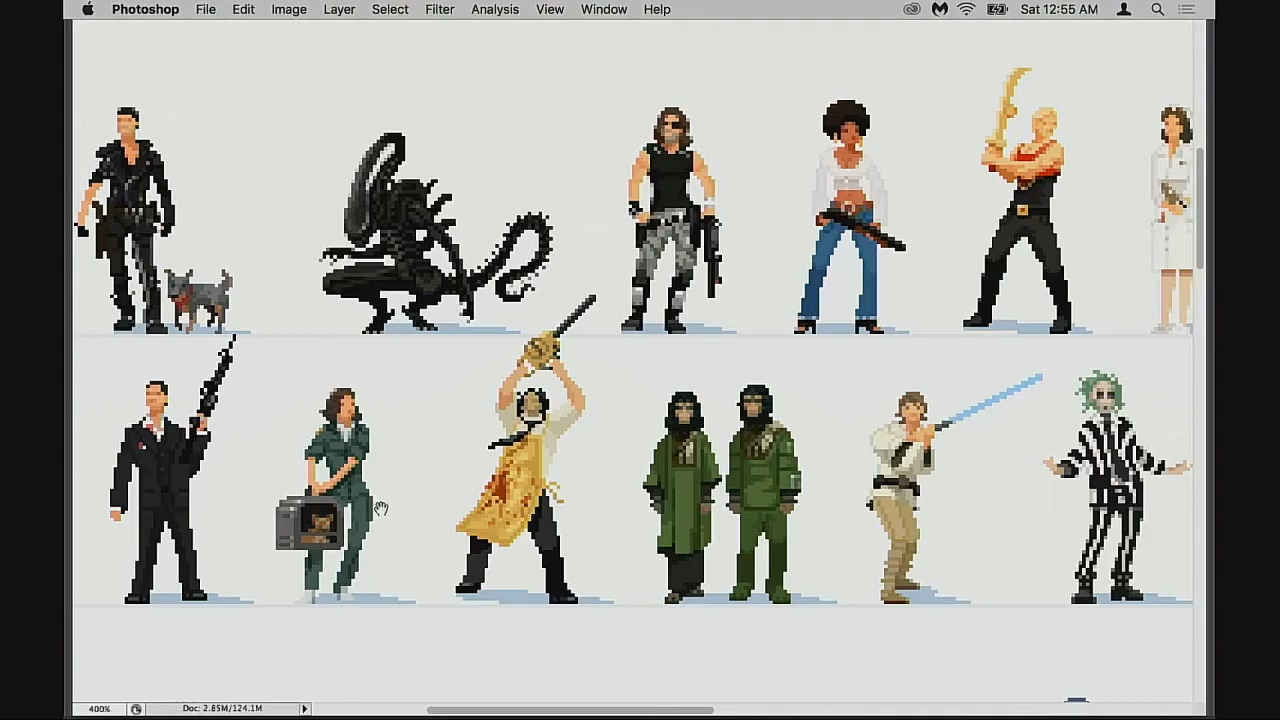 Photoshop File Edit Image Layer Select Filter Analysis View Window Help Sat 12:55 AM
400% Doc: 2.85M/124.1M